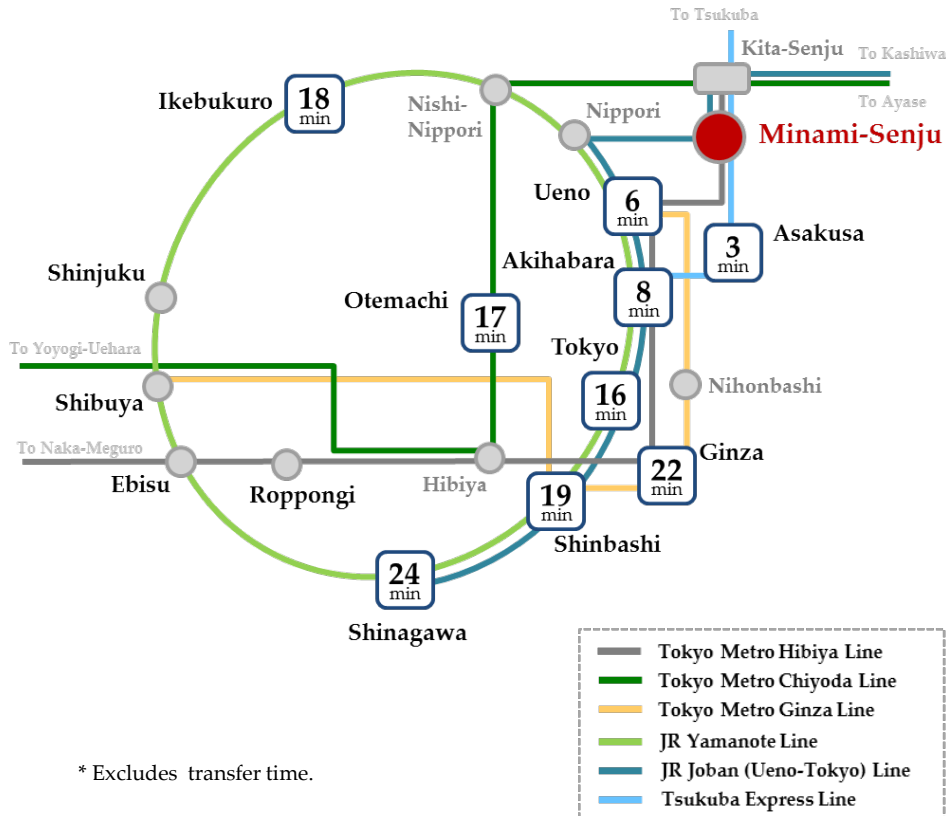 To Tsukuba
Kita-Senju
To Kashiwa
To Ayase
Ikebukuro
18
min
Nishi-
Nippori
Nippori
Minami-Senju
Ueno
6
min
Asakusa
3
min
Akihabara
8
min
Shinjuku
Otemachi
17
min
Tokyo
16
min
To Yoyogi-Uehara
Shibuya
Nihonbashi
To Naka-Meguro
Ebisu
Roppongi
Hibiya
Ginza
22
min
19
min
Shinbashi
24
min
Shinagawa
Tokyo Metro Hibiya Line
Tokyo Metro Chiyoda Line
Tokyo Metro Ginza Line
JR Yamanote Line
JR Joban (Ueno-Tokyo) Line
Tsukuba Express Line
* Excludes transfer time.